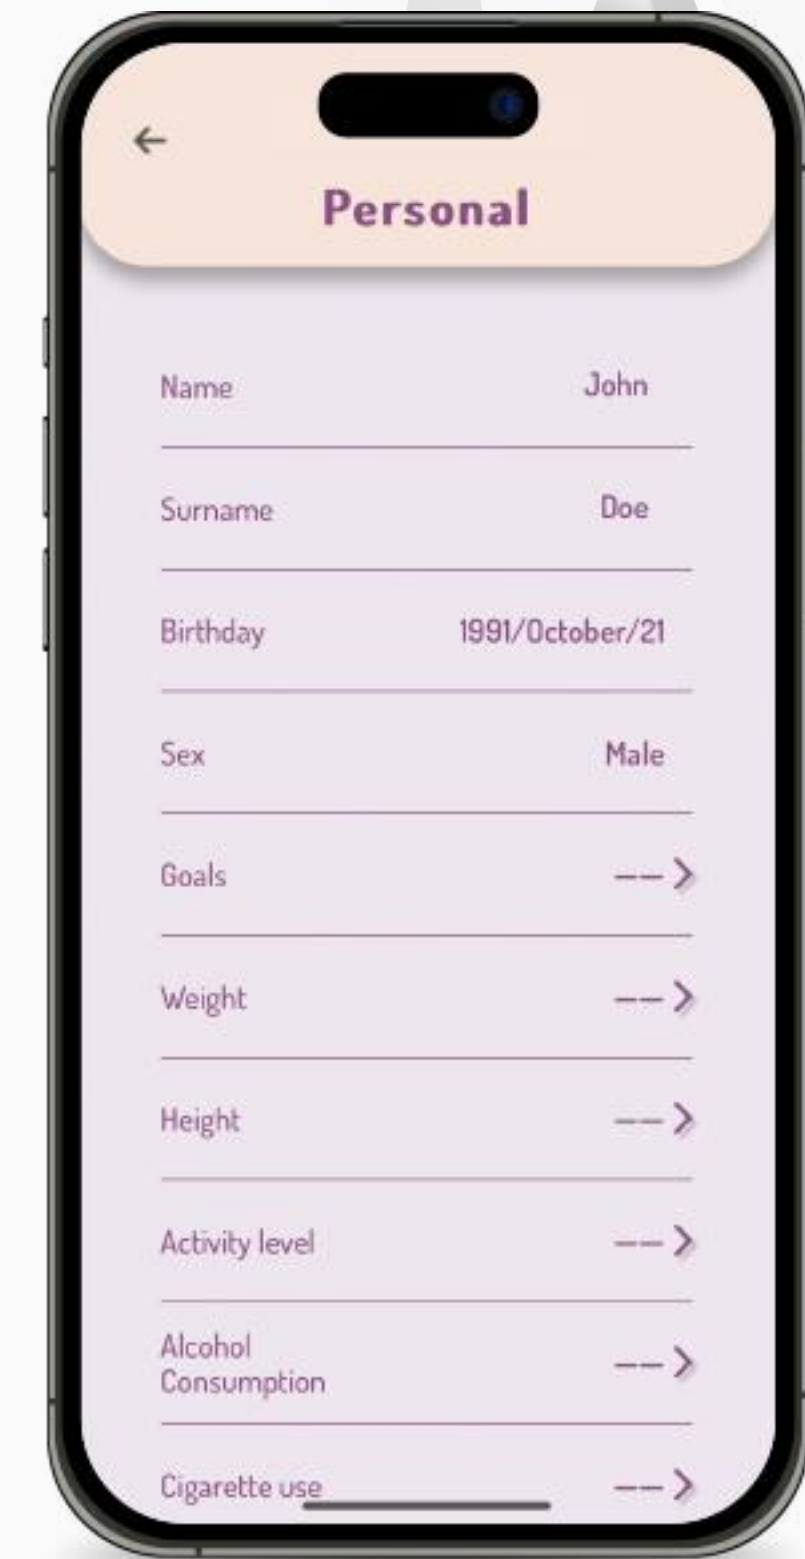 Personal
Name John
Surname Doe
Birthday 1991/October/21
Sex Male
Goals -- >
Weight -- >
Height -- >
Activity level -- >
Alcohol
Consumption -- >
Cigarette use -- >